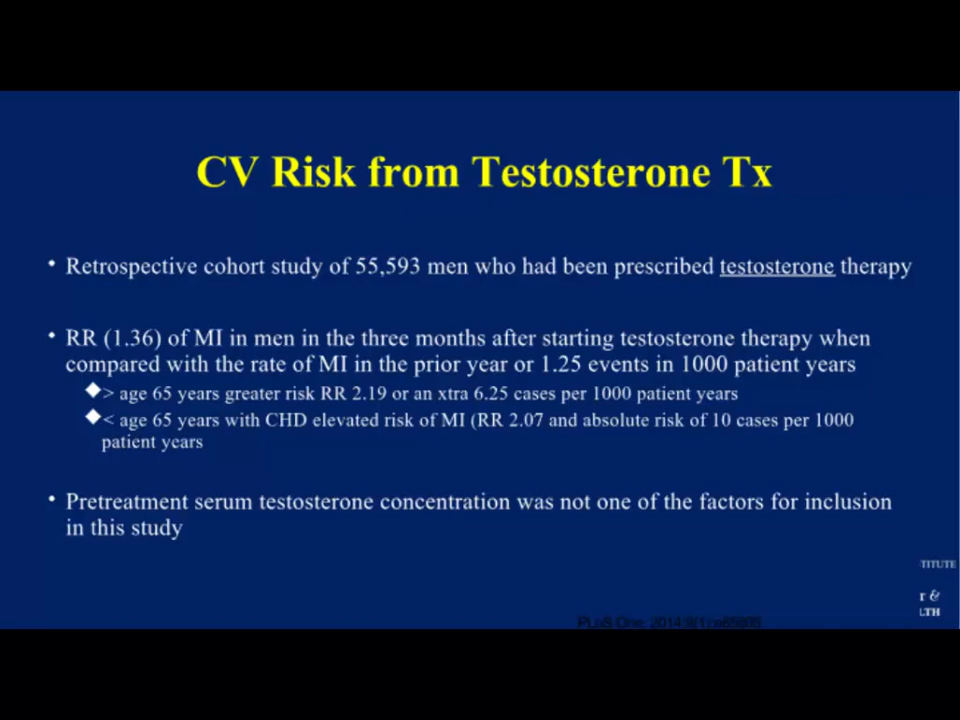 CV Risk from Testosterone Tx
• Retrospective cohort study of 55,593 men who had been prescribed testosterone therapy
• RR (1.36) of MI in men in the three months after starting testosterone therapy when
compared with the rate of MI in the prior year or 1.25 events in 1000 patient years
◆> age 65 years greater risk RR 2.19 or an xtra 6.25 cases per 1000 patient years
◆< age 65 years with CHD elevated risk of MI (RR 2.07 and absolute risk of 10 cases per 1000
patient years
• Pretreatment serum testosterone concentration was not one of the factors for inclusion
in this study
TITUTE
r &
LTH
PLoS One. 2014